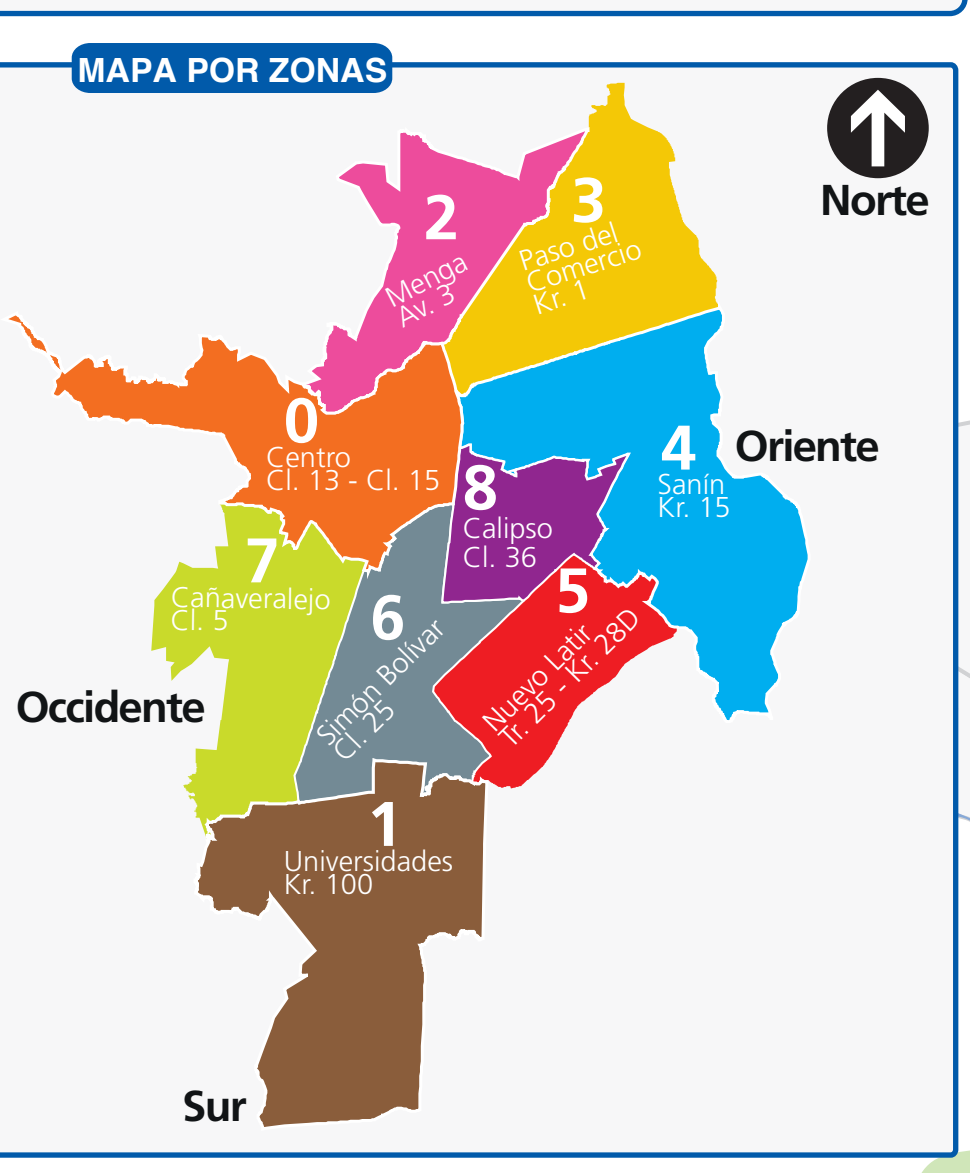 MAPA POR ZONAS
Norte
2
Menga
Av. 3
3
Paso del
Comercio
Kr. 1
0
Centro
Cl. 13 - Cl. 15
4
Sanín
Kr. 15
Oriente
8
Calipso
Cl. 36
7
Cañaveralejo
Cl. 5
6
Simón Bolívar
Cl. 25
5
Nuevo Latir
Tr. 25 - Kr. 28D
Occidente
1
Universidades
Kr. 100
Sur